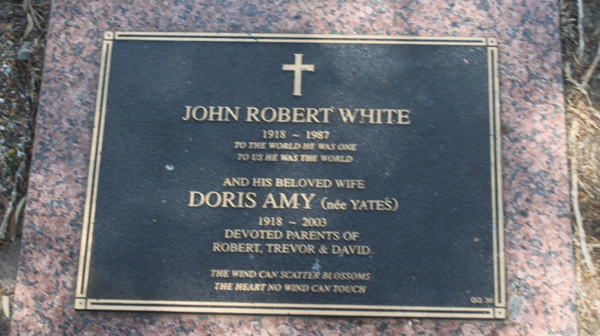 JOHN ROBERT WHITE
1918 ~ 1987
TO THE WORLD HE WAS ONE
TO US HE WAS THE WORLD
AND HIS BELOVED WIFE
DORIS AMY (née YATES)
1918 ~ 2003
DEVOTED PARENTS OF
ROBERT, TREVOR & DAVID.
THE WIND CAN SCATTER BLOSSOMS
THE HEART NO WIND CAN TOUCH